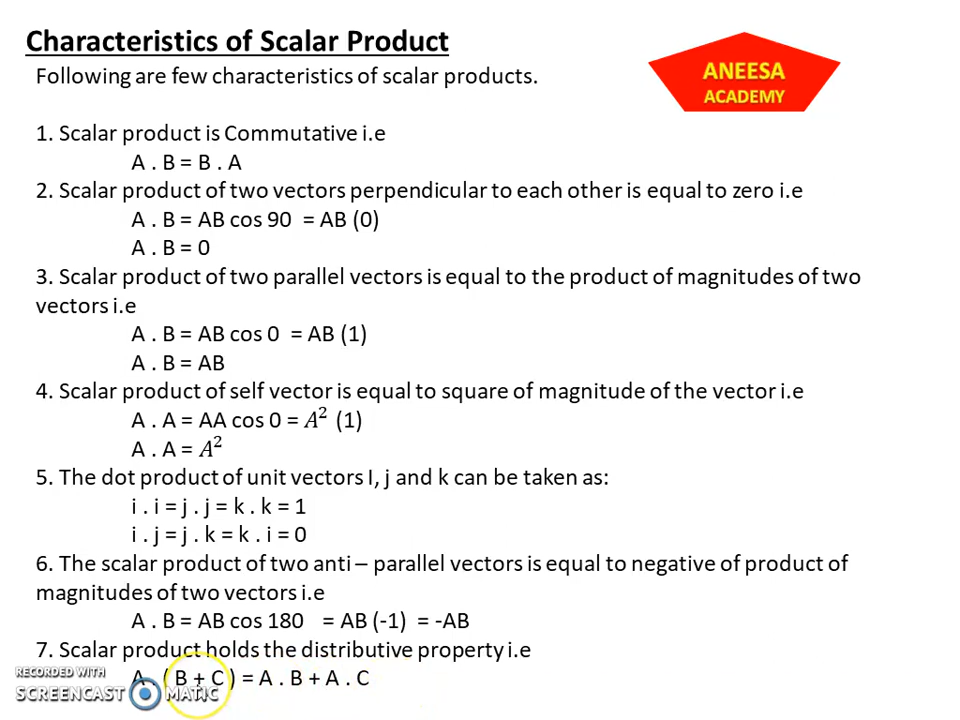 Characteristics of Scalar Product
Following are few characteristics of scalar products.
ANEESA
ACADEMY
1. Scalar product is Commutative i.e
A . B = B . A
2. Scalar product of two vectors perpendicular to each other is equal to zero i.e
A . B = AB cos 90 = AB (0)
A . B = 0
3. Scalar product of two parallel vectors is equal to the product of magnitudes of two
vectors i.e
A . B = AB cos 0 = AB (1)
A . B = AB
4. Scalar product of self vector is equal to square of magnitude of the vector i.e
A . A = AA cos 0 = A² (1)
A . A = A²
5. The dot product of unit vectors I, j and k can be taken as:
i . i = j . j = k . k = 1
i . j = j . k = k . i = 0
6. The scalar product of two anti – parallel vectors is equal to negative of product of
magnitudes of two vectors i.e
A . B = AB cos 180 = AB (-1) = -AB
7. Scalar product holds the distributive property i.e
A . ( B + C ) = A . B + A . C
RECORDED WITH
SCREENCAST MATIC